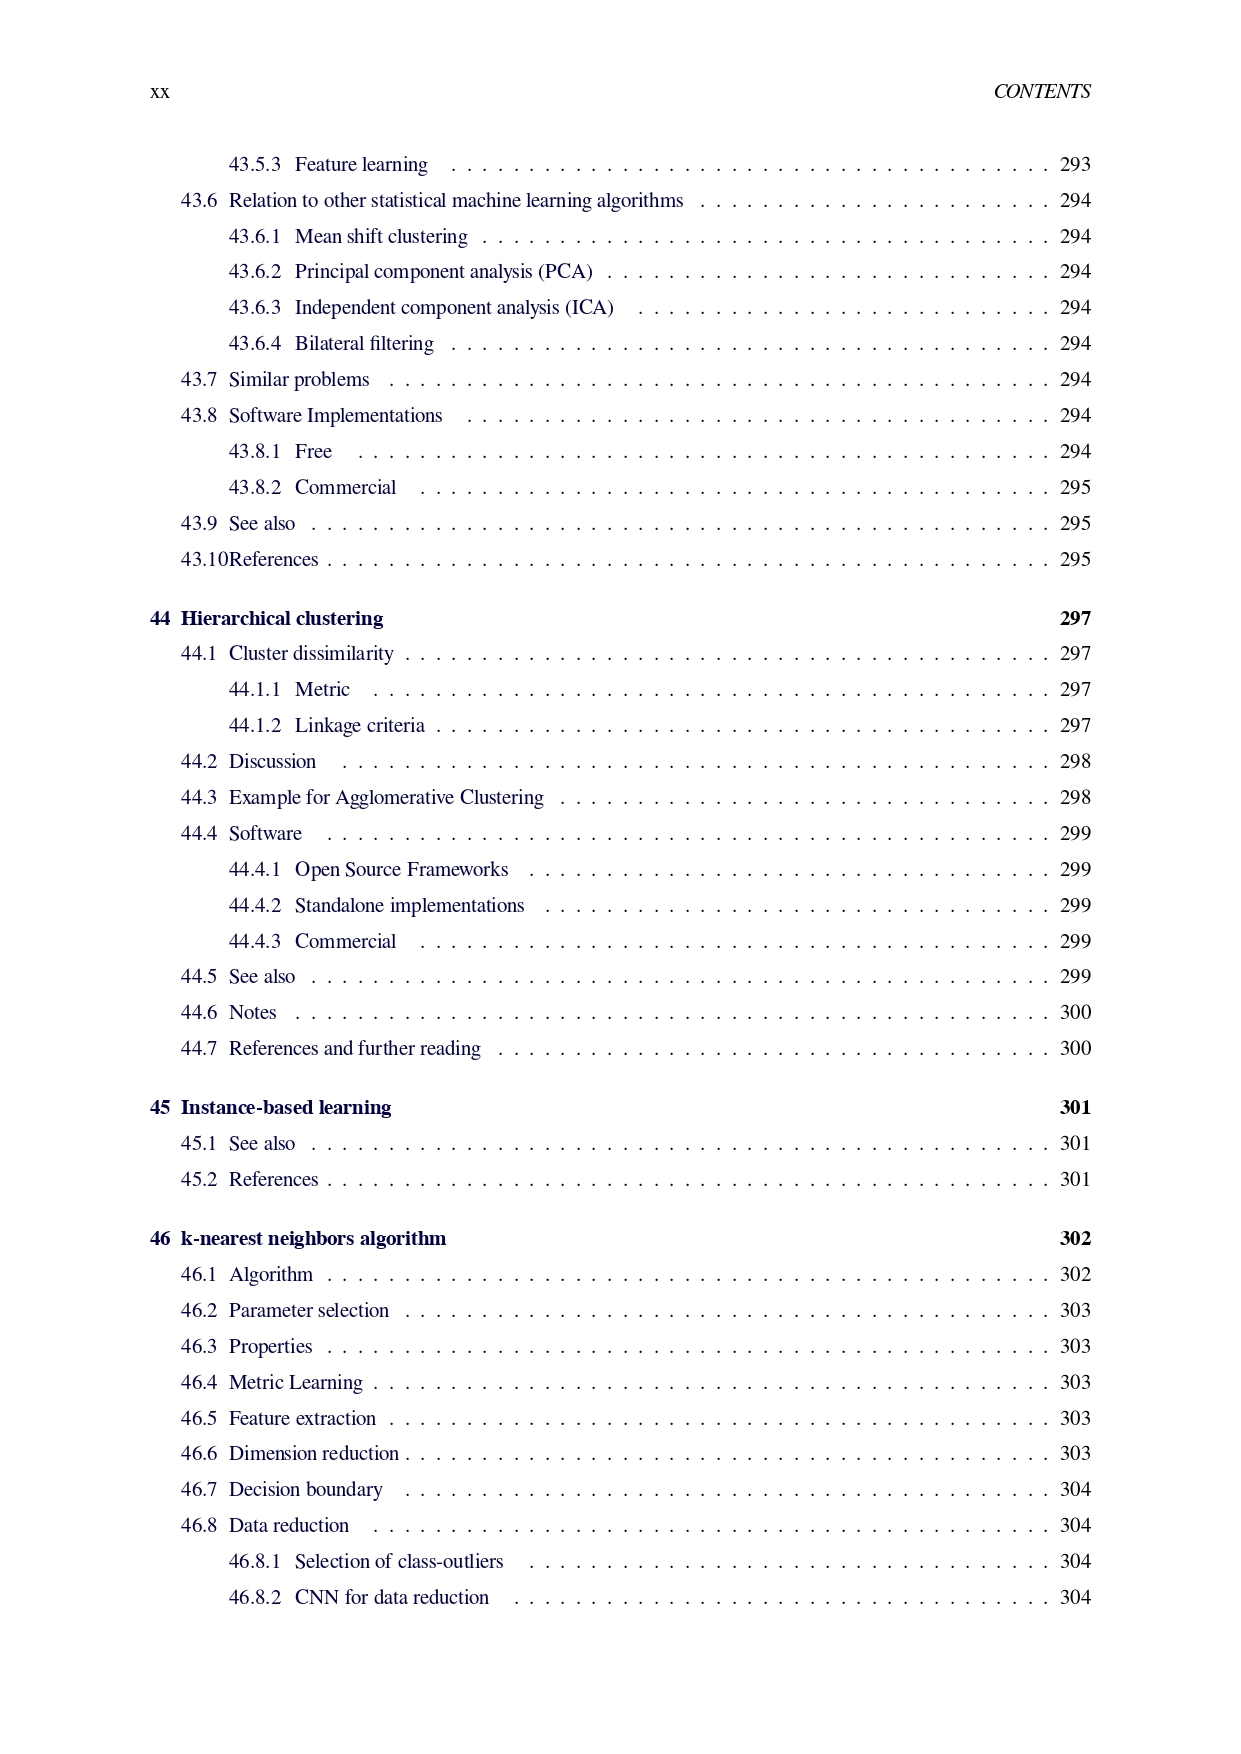 xx CONTENTS
43.5.3 Feature learning . . . . . . . . . . . . . . . . . . . . . . . . . . . . . . . . . . . . . . . 293
43.6 Relation to other statistical machine learning algorithms . . . . . . . . . . . . . . . . . . . . . . . 294
43.6.1 Mean shift clustering . . . . . . . . . . . . . . . . . . . . . . . . . . . . . . . . . . . . . 294
43.6.2 Principal component analysis (PCA) . . . . . . . . . . . . . . . . . . . . . . . . . . . . . 294
43.6.3 Independent component analysis (ICA) . . . . . . . . . . . . . . . . . . . . . . . . . . . 294
43.6.4 Bilateral filtering . . . . . . . . . . . . . . . . . . . . . . . . . . . . . . . . . . . . . . . 294
43.7 Similar problems . . . . . . . . . . . . . . . . . . . . . . . . . . . . . . . . . . . . . . . . . . . 294
43.8 Software Implementations . . . . . . . . . . . . . . . . . . . . . . . . . . . . . . . . . . . . . . 294
43.8.1 Free . . . . . . . . . . . . . . . . . . . . . . . . . . . . . . . . . . . . . . . . . . . . . 294
43.8.2 Commercial . . . . . . . . . . . . . . . . . . . . . . . . . . . . . . . . . . . . . . . . . 295
43.9 See also . . . . . . . . . . . . . . . . . . . . . . . . . . . . . . . . . . . . . . . . . . . . . . . . 295
43.10References . . . . . . . . . . . . . . . . . . . . . . . . . . . . . . . . . . . . . . . . . . . . . . . 295
44 Hierarchical clustering 297
44.1 Cluster dissimilarity . . . . . . . . . . . . . . . . . . . . . . . . . . . . . . . . . . . . . . . . . . 297
44.1.1 Metric . . . . . . . . . . . . . . . . . . . . . . . . . . . . . . . . . . . . . . . . . . . . 297
44.1.2 Linkage criteria . . . . . . . . . . . . . . . . . . . . . . . . . . . . . . . . . . . . . . . . 297
44.2 Discussion . . . . . . . . . . . . . . . . . . . . . . . . . . . . . . . . . . . . . . . . . . . . . . 298
44.3 Example for Agglomerative Clustering . . . . . . . . . . . . . . . . . . . . . . . . . . . . . . . . 298
44.4 Software . . . . . . . . . . . . . . . . . . . . . . . . . . . . . . . . . . . . . . . . . . . . . . . 299
44.4.1 Open Source Frameworks . . . . . . . . . . . . . . . . . . . . . . . . . . . . . . . . . . 299
44.4.2 Standalone implementations . . . . . . . . . . . . . . . . . . . . . . . . . . . . . . . . . 299
44.4.3 Commercial . . . . . . . . . . . . . . . . . . . . . . . . . . . . . . . . . . . . . . . . . 299
44.5 See also . . . . . . . . . . . . . . . . . . . . . . . . . . . . . . . . . . . . . . . . . . . . . . . . 299
44.6 Notes . . . . . . . . . . . . . . . . . . . . . . . . . . . . . . . . . . . . . . . . . . . . . . . . . 300
44.7 References and further reading . . . . . . . . . . . . . . . . . . . . . . . . . . . . . . . . . . . . 300
45 Instance-based learning 301
45.1 See also . . . . . . . . . . . . . . . . . . . . . . . . . . . . . . . . . . . . . . . . . . . . . . . . 301
45.2 References . . . . . . . . . . . . . . . . . . . . . . . . . . . . . . . . . . . . . . . . . . . . . . . 301
46 k-nearest neighbors algorithm 302
46.1 Algorithm . . . . . . . . . . . . . . . . . . . . . . . . . . . . . . . . . . . . . . . . . . . . . . . 302
46.2 Parameter selection . . . . . . . . . . . . . . . . . . . . . . . . . . . . . . . . . . . . . . . . . . 303
46.3 Properties . . . . . . . . . . . . . . . . . . . . . . . . . . . . . . . . . . . . . . . . . . . . . . . 303
46.4 Metric Learning . . . . . . . . . . . . . . . . . . . . . . . . . . . . . . . . . . . . . . . . . . . . 303
46.5 Feature extraction . . . . . . . . . . . . . . . . . . . . . . . . . . . . . . . . . . . . . . . . . . . 303
46.6 Dimension reduction . . . . . . . . . . . . . . . . . . . . . . . . . . . . . . . . . . . . . . . . . . 303
46.7 Decision boundary . . . . . . . . . . . . . . . . . . . . . . . . . . . . . . . . . . . . . . . . . . 304
46.8 Data reduction . . . . . . . . . . . . . . . . . . . . . . . . . . . . . . . . . . . . . . . . . . . . 304
46.8.1 Selection of class-outliers . . . . . . . . . . . . . . . . . . . . . . . . . . . . . . . . . . 304
46.8.2 CNN for data reduction . . . . . . . . . . . . . . . . . . . . . . . . . . . . . . . . . . . 304